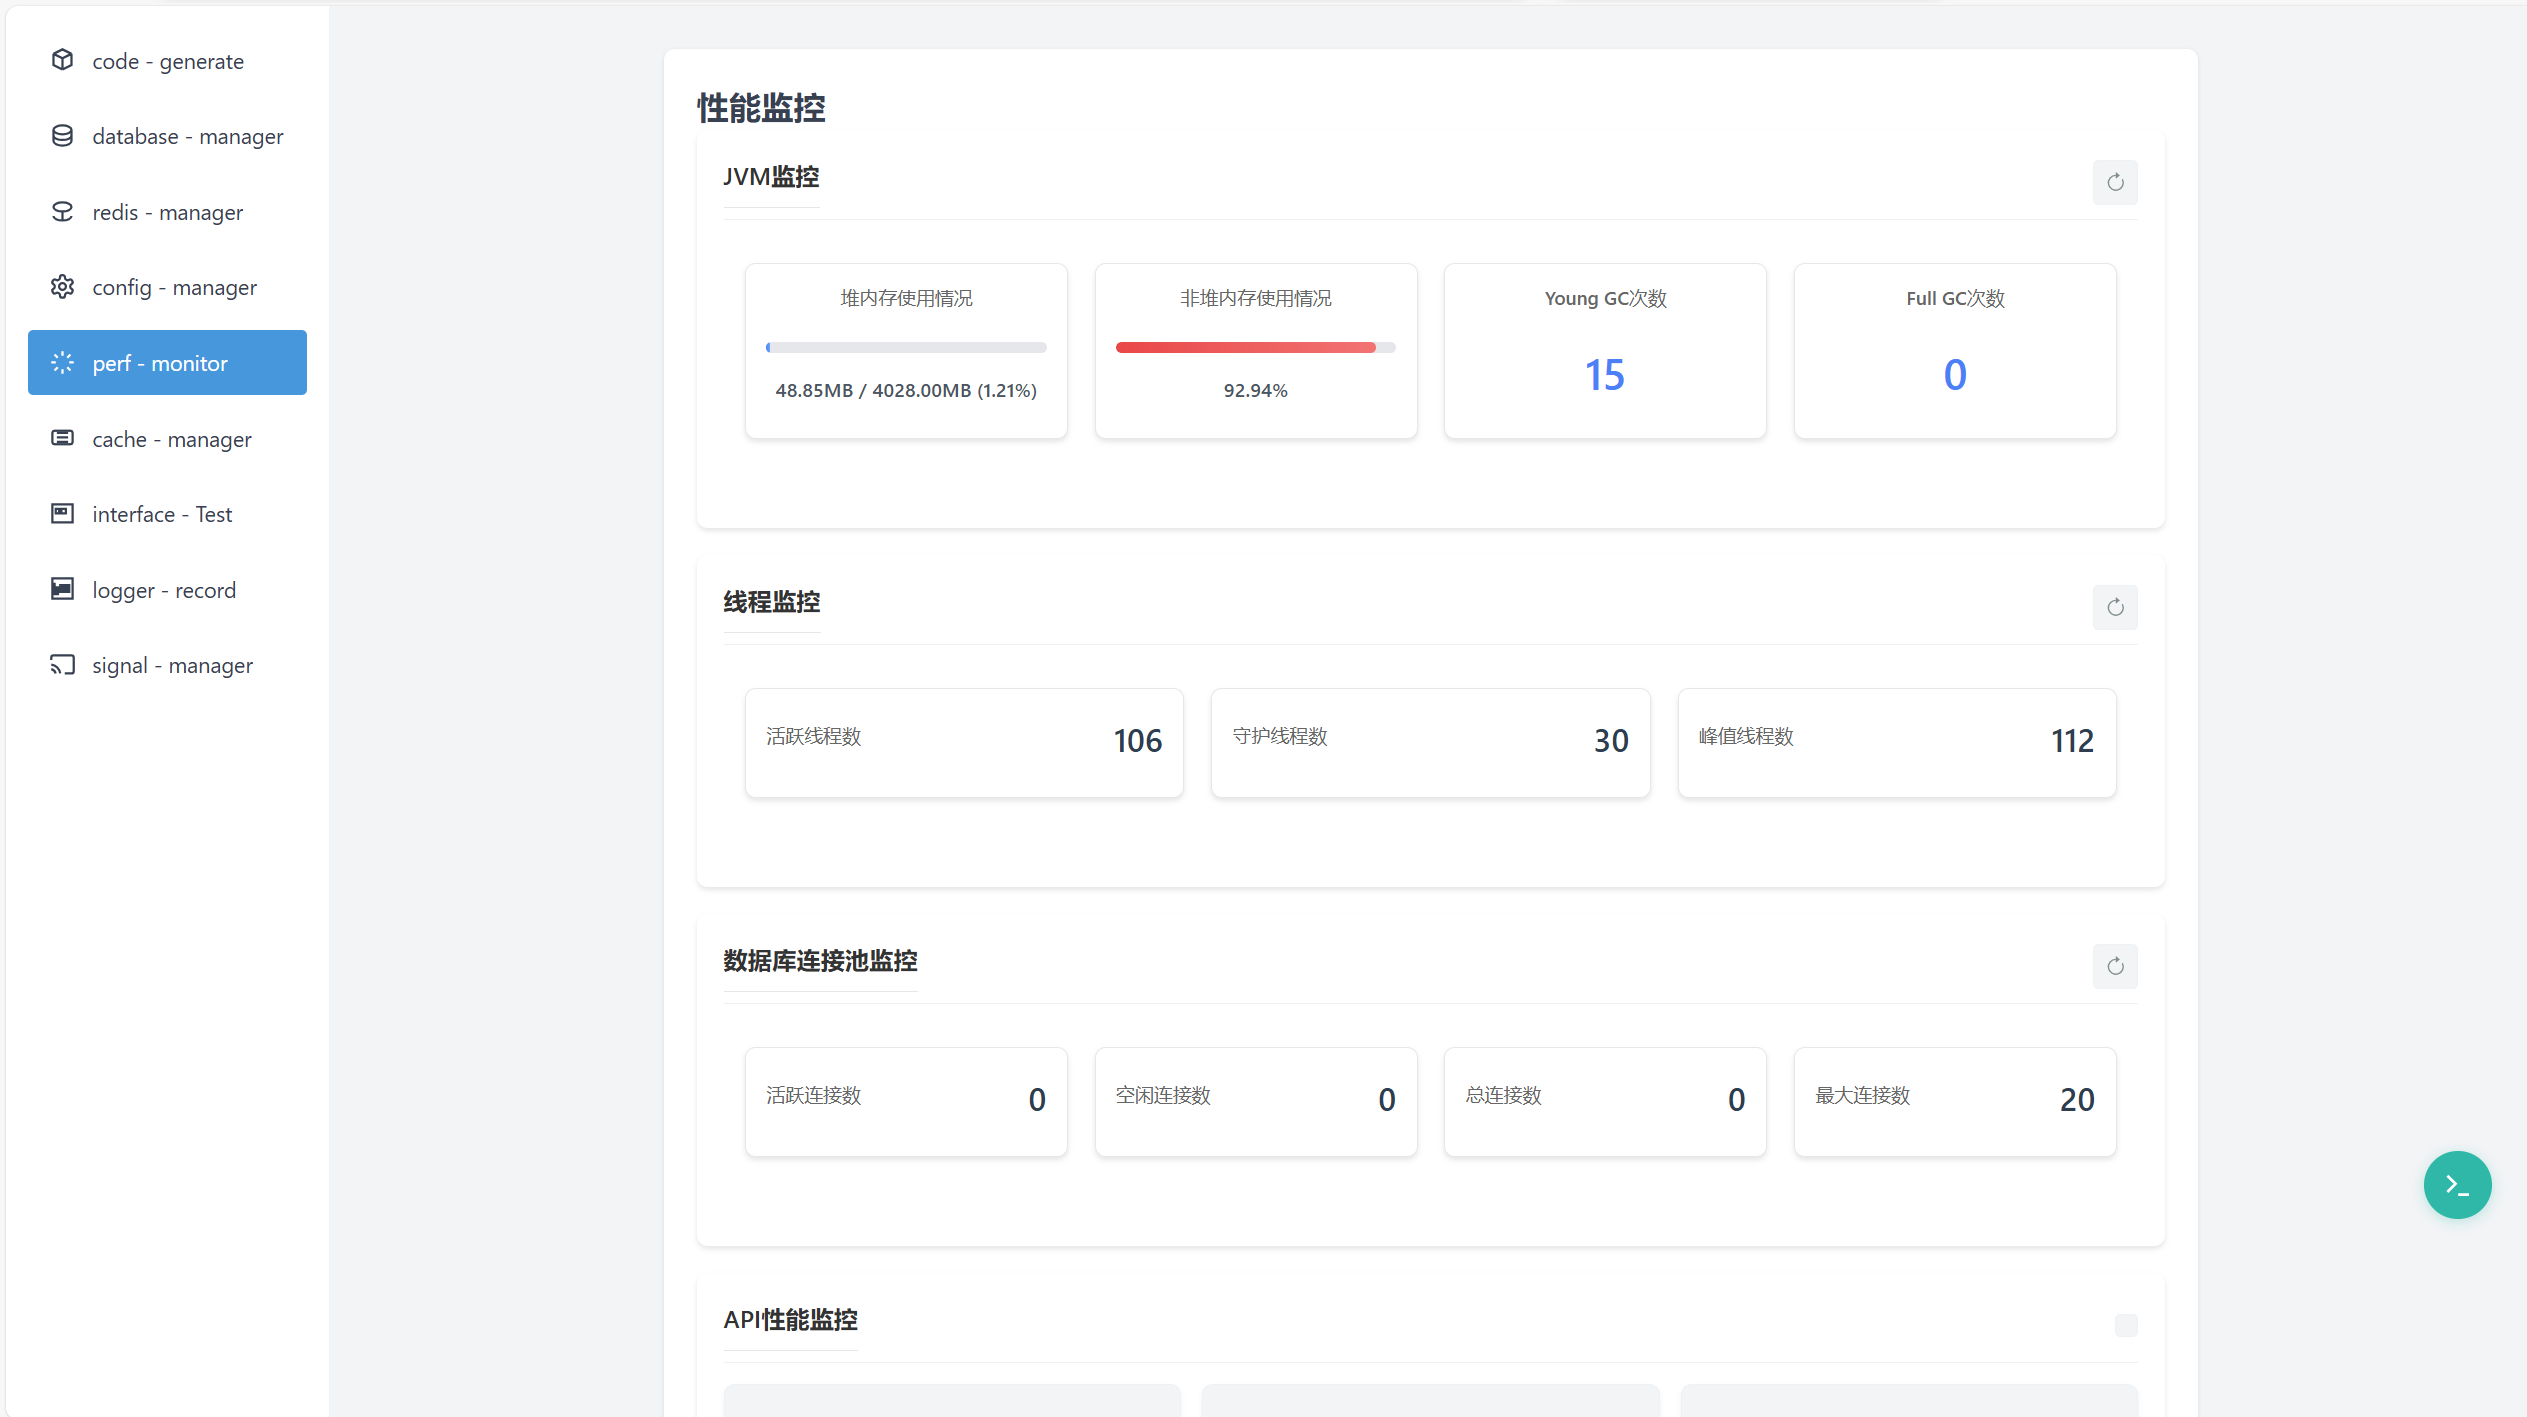 code - generate
database - manager
redis - manager
config - manager
perf - monitor
cache - manager
interface - Test
logger - record
signal - manager
性能监控
JVM监控
堆内存使用情况
48.85MB / 4028.00MB (1.21%)
非堆内存使用情况
92.94%
Young GC次数
15
Full GC次数
0
线程监控
活跃线程数
106
守护线程数
30
峰值线程数
112
数据库连接池监控
活跃连接数
0
空闲连接数
0
总连接数
0
最大连接数
20
API性能监控